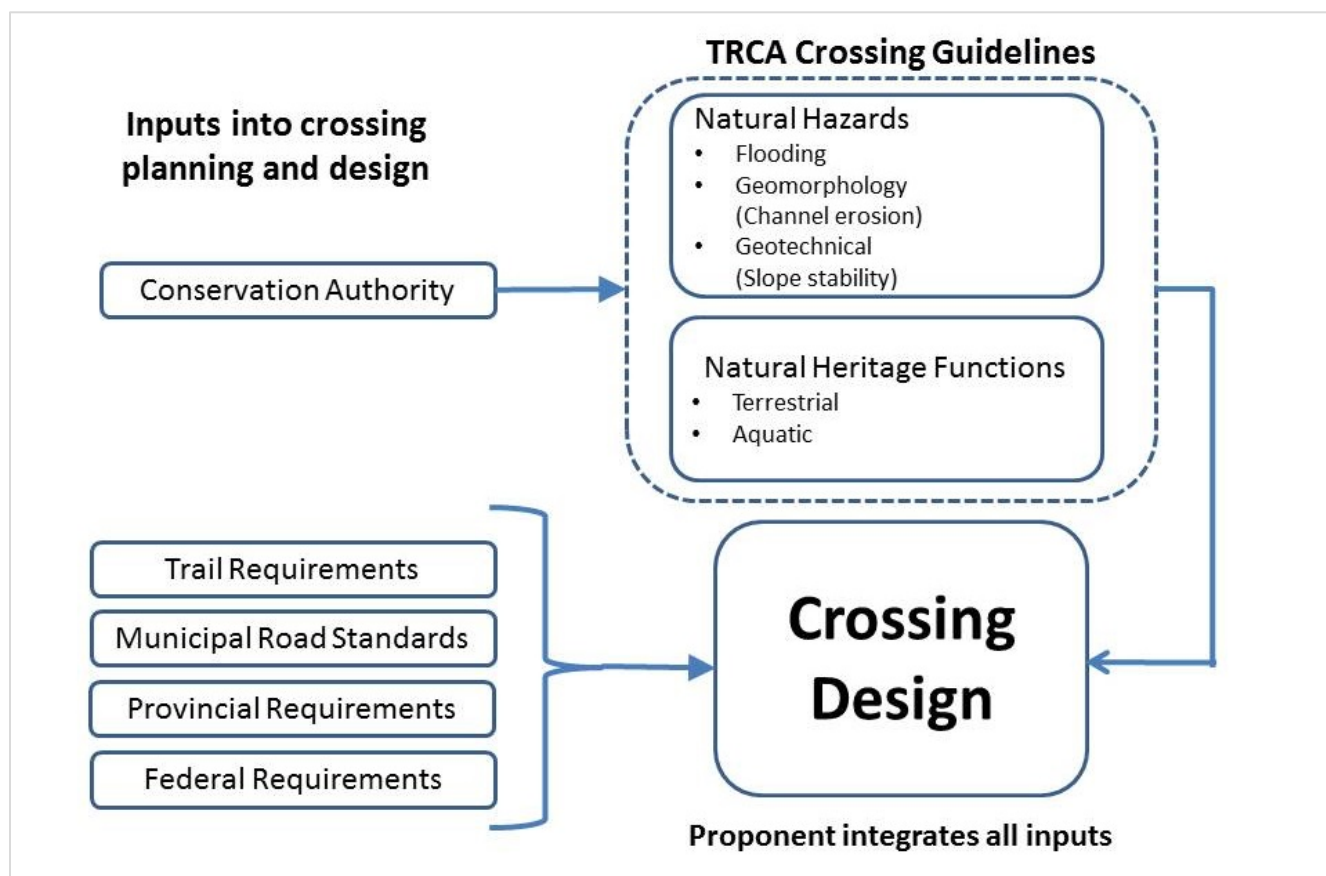 TRCA Crossing Guidelines
Inputs into crossing
planning and design
Natural Hazards
• Flooding
• Geomorphology
(Channel erosion)
• Geotechnical
(Slope stability)
Conservation Authority
Natural Heritage Functions
• Terrestrial
• Aquatic
Trail Requirements
Municipal Road Standards
Provincial Requirements
Federal Requirements
Crossing
Design
Proponent integrates all inputs